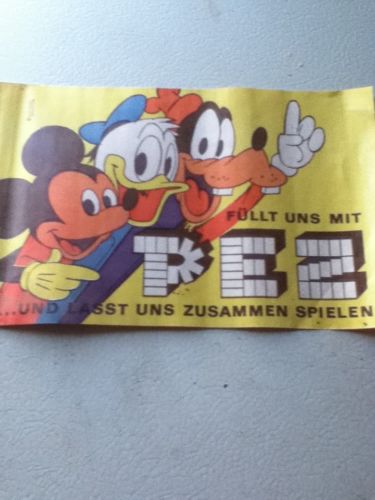 FÜLLT UNS MIT
PEZ
...UND LASST UNS ZUSAMMEN SPIELEN